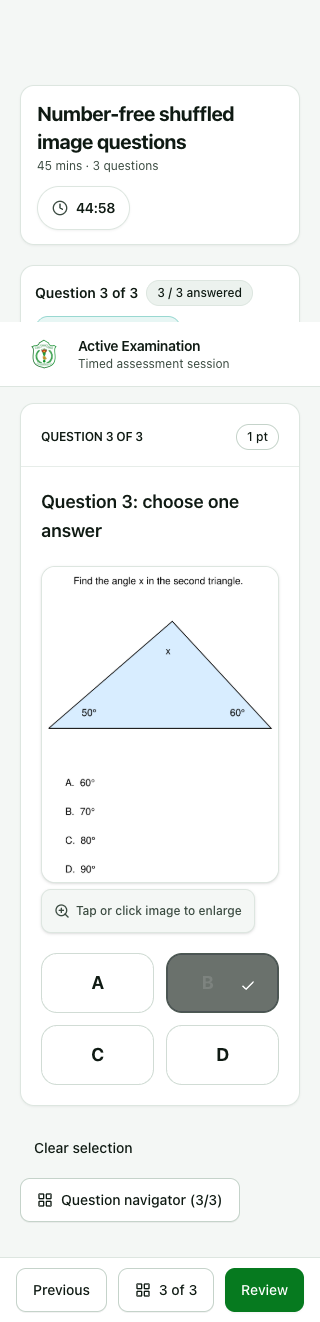 Number-free shuffled
image questions
45 mins · 3 questions
44:58
Question 3 of 3 3 / 3 answered
Active Examination
Timed assessment session
QUESTION 3 OF 3 1 pt
Question 3: choose one
answer
Find the angle x in the second triangle.
x
50° 60°
A. 60°
B. 70°
C. 80°
D. 90°
Tap or click image to enlarge
A B
C D
Clear selection
Question navigator (3/3)
Previous 3 of 3 Review